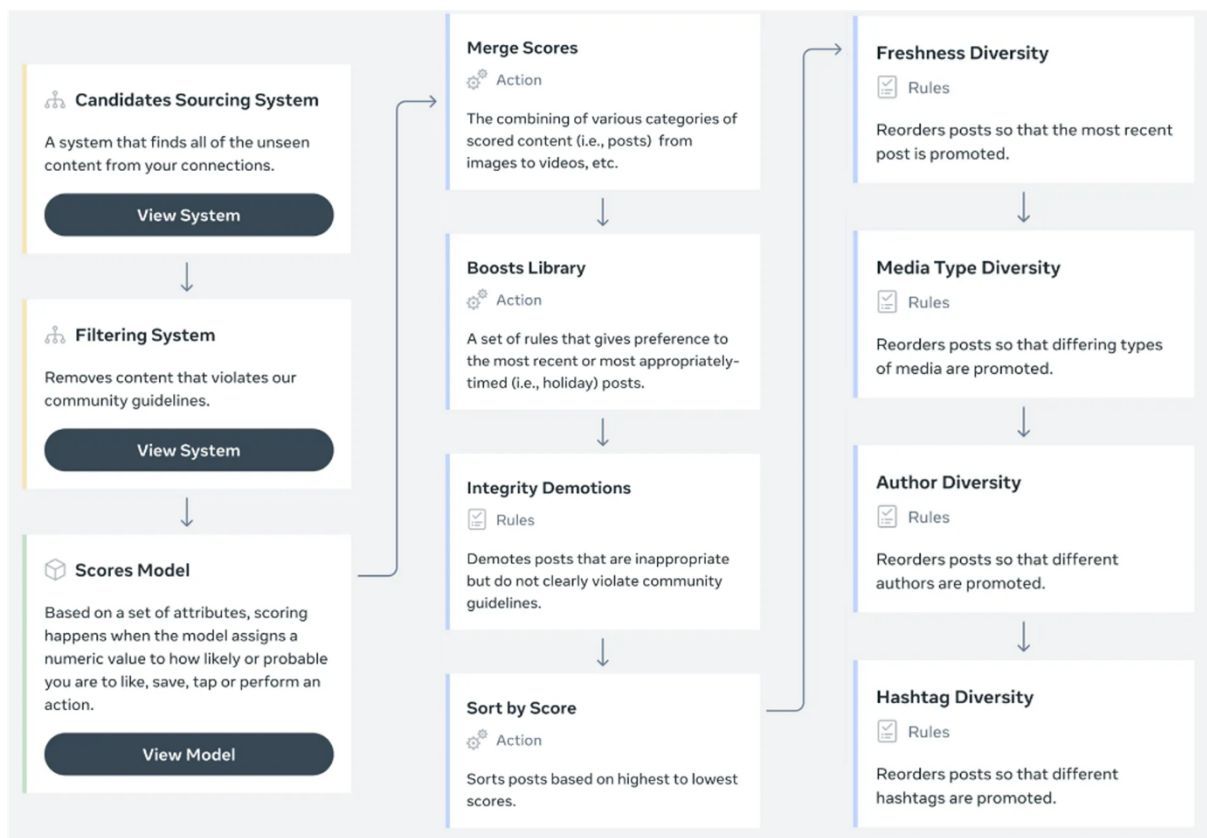 Candidates Sourcing System
A system that finds all of the unseen
content from your connections.
View System
Filtering System
Removes content that violates our
community guidelines.
View System
Scores Model
Based on a set of attributes, scoring
happens when the model assigns a
numeric value to how likely or probable
you are to like, save, tap or perform an
action.
View Model
Merge Scores
Action
The combining of various categories of
scored content (i.e., posts) from
images to videos, etc.
Boosts Library
Action
A set of rules that gives preference to
the most recent or most appropriately-
timed (i.e., holiday) posts.
Integrity Demotions
Rules
Demotes posts that are inappropriate
but do not clearly violate community
guidelines.
Sort by Score
Action
Sorts posts based on highest to lowest
scores.
Freshness Diversity
Rules
Reorders posts so that the most recent
post is promoted.
Media Type Diversity
Rules
Reorders posts so that differing types
of media are promoted.
Author Diversity
Rules
Reorders posts so that different
authors are promoted.
Hashtag Diversity
Rules
Reorders posts so that different
hashtags are promoted.